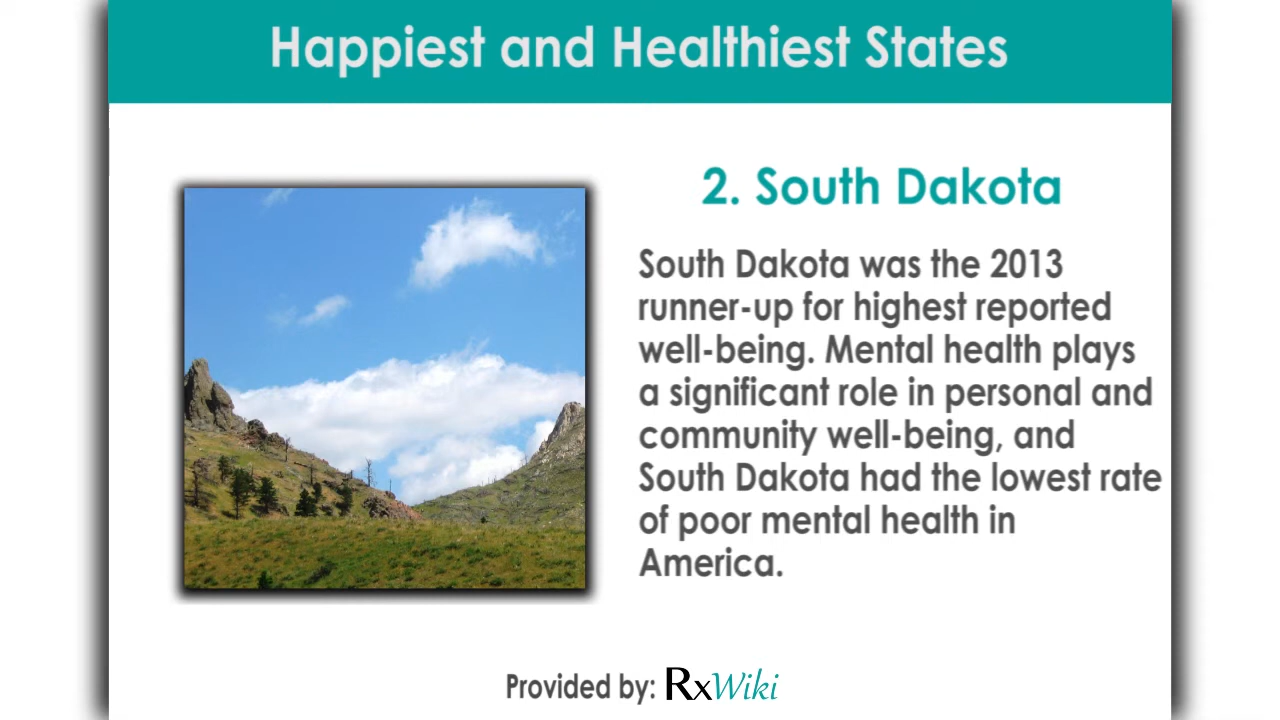 Happiest and Healthiest States
2. South Dakota
South Dakota was the 2013
runner-up for highest reported
well-being. Mental health plays
a significant role in personal and
community well-being, and
South Dakota had the lowest rate
of poor mental health in
America.
Provided by: RxWiki